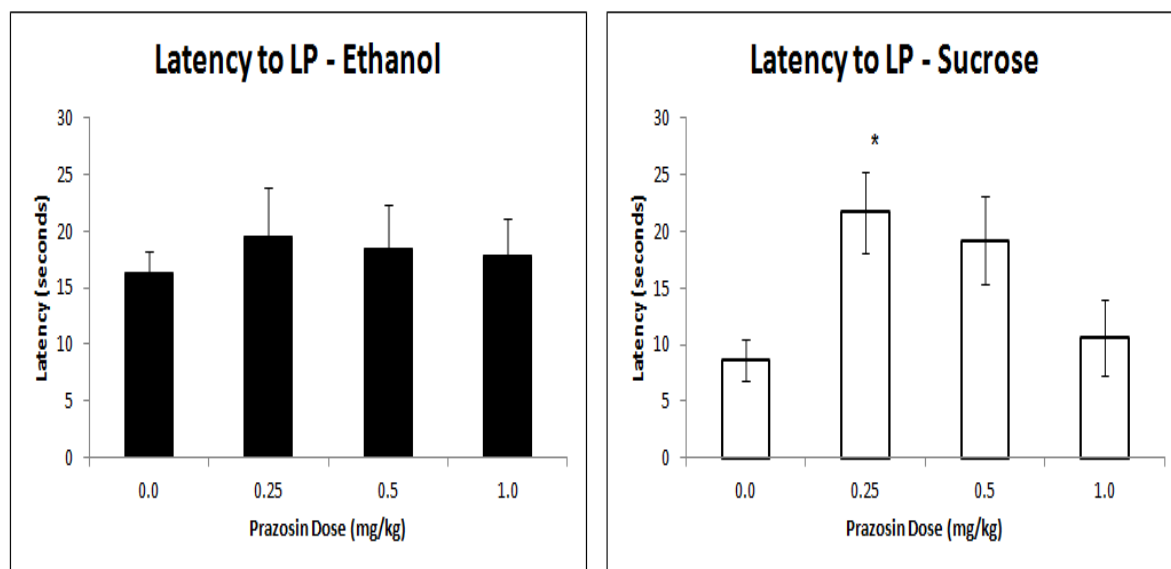 Latency to LP - Ethanol
Latency (seconds)
30
25
20
15
10
5
0
0.0 0.25 0.5 1.0
Prazosin Dose (mg/kg)
Latency to LP - Sucrose
Latency (seconds)
30
25
20
15
10
5
0
*
0.0 0.25 0.5 1.0
Prazosin Dose (mg/kg)